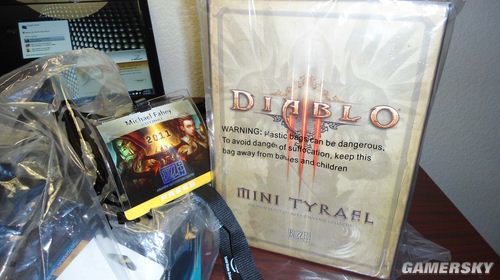 Michael Fahey
2011
DIABLO
III
WARNING: Plastic bags can be dangerous.
To avoid danger of suffocation, keep this
bag away from babies and children
MINI TYRAEL
GAMERSKY